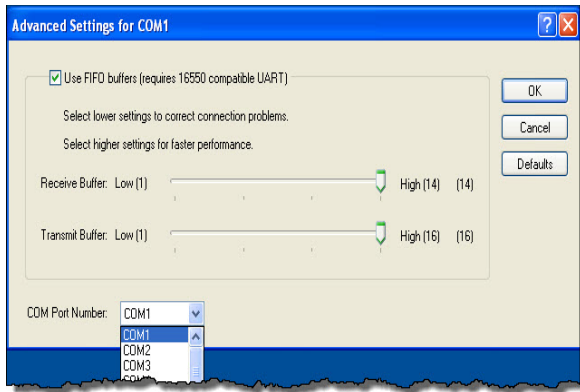 Advanced Settings for COM1
Use FIFO buffers (requires 16550 compatible UART)
Select lower settings to correct connection problems.
Select higher settings for faster performance.
Receive Buffer: Low (1) High (14) (14)
Transmit Buffer: Low (1) High (16) (16)
OK
Cancel
Defaults
COM Port Number: COM1
COM1
COM2
COM3